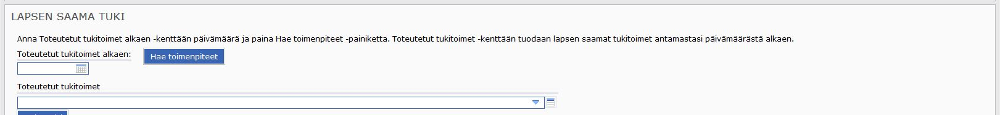 LAPSEN SAAMA TUKI
Anna Toteutetut tukitoimet alkaen -kenttään päivämäärä ja paina Hae toimenpiteet -painiketta. Toteutetut tukitoimet -kenttään tuodaan lapsen saamat tukitoimet antamastasi päivämäärästä alkaen.
Toteutetut tukitoimet alkaen:
Hae toimenpiteet
Toteutetut tukitoimet